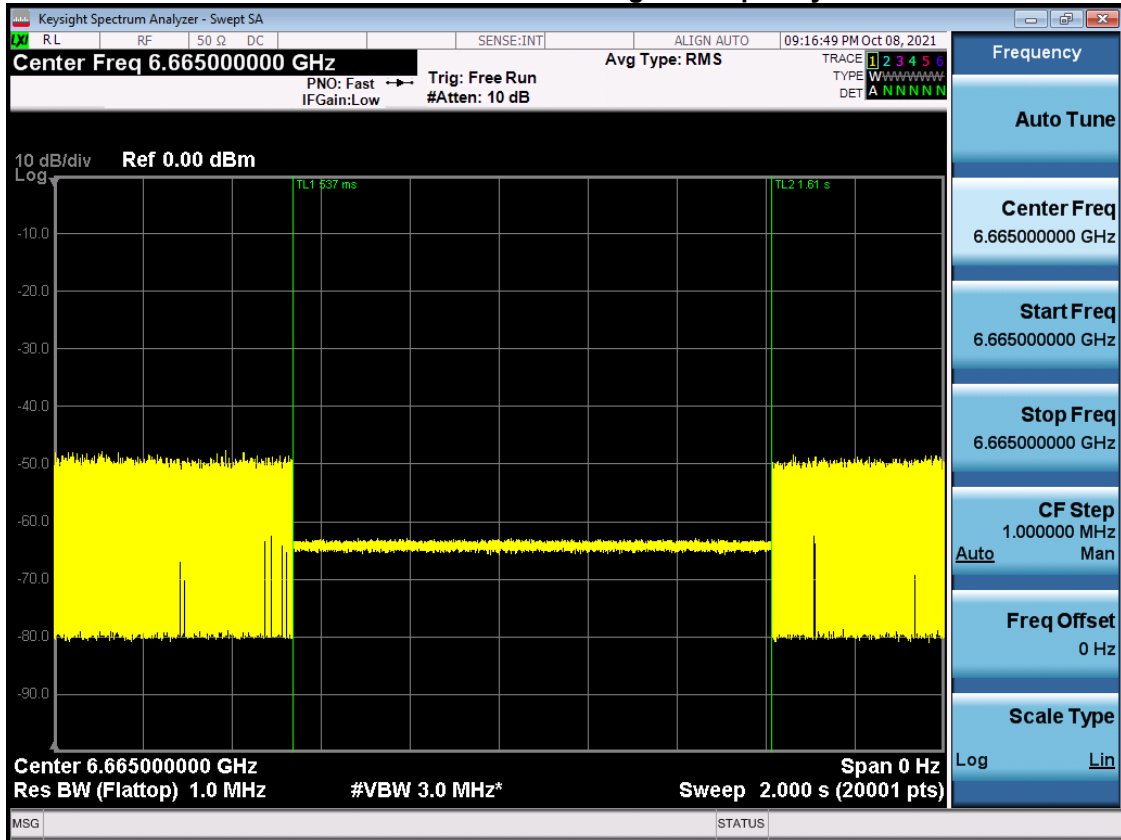 Keysight Spectrum Analyzer - Swept SA
LXI RL RF 50 Ω DC SENSE:INT ALIGN AUTO 09:16:49 PM Oct 08, 2021
Center Freq 6.665000000 GHz
PNO: Fast
IFGain:Low
Trig: Free Run
#Atten: 10 dB
Avg Type: RMS
TRACE 1 2 3 4 5 6
TYPE WWWWWWW
DET A N N N N N
10 dB/div Ref 0.00 dBm
Log
TL1 537 ms
TL2 1.61 s
-10.0
-20.0
-30.0
-40.0
-50.0
-60.0
-70.0
-80.0
-90.0
Center 6.665000000 GHz Span 0 Hz
Res BW (Flattop) 1.0 MHz #VBW 3.0 MHz* Sweep 2.000 s (20001 pts)
MSG STATUS
Frequency
Auto Tune
Center Freq
6.665000000 GHz
Start Freq
6.665000000 GHz
Stop Freq
6.665000000 GHz
CF Step
1.000000 MHz
Auto Man
Freq Offset
0 Hz
Scale Type
Log Lin